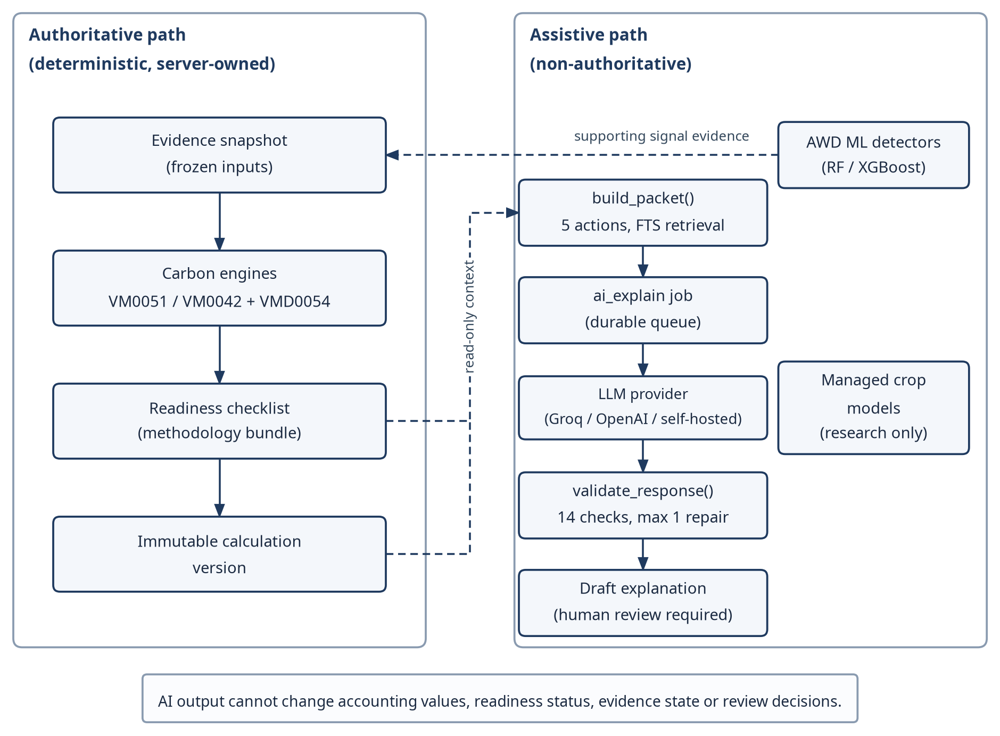 Authoritative path
(deterministic, server-owned)
Evidence snapshot
(frozen inputs)
Carbon engines
VM0051 / VM0042 + VMD0054
Readiness checklist
(methodology bundle)
Immutable calculation
version
read-only context
Assistive path
(non-authoritative)
supporting signal evidence
AWD ML detectors
(RF / XGBoost)
build_packet()
5 actions, FTS retrieval
ai_explain job
(durable queue)
LLM provider
(Groq / OpenAI / self-hosted)
Managed crop
models
(research only)
validate_response()
14 checks, max 1 repair
Draft explanation
(human review required)
AI output cannot change accounting values, readiness status, evidence state or review decisions.